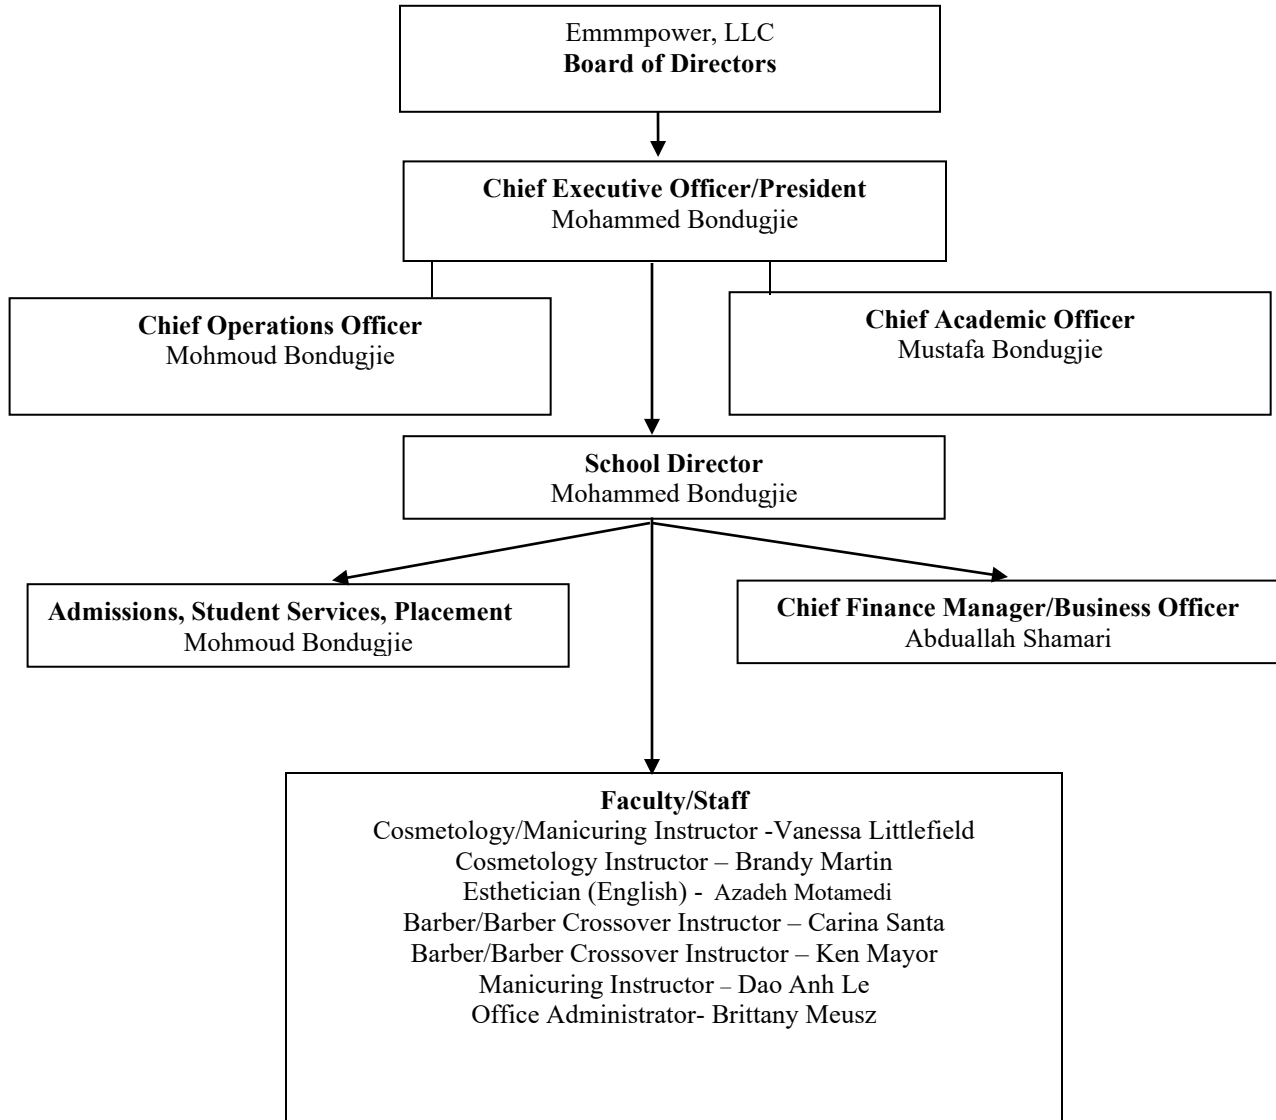 Emmmpower, LLC
Board of Directors
Chief Executive Officer/President
Mohammed Bondugjie
Chief Operations Officer
Mohmoud Bondugjie
Chief Academic Officer
Mustafa Bondugjie
School Director
Mohammed Bondugjie
Admissions, Student Services, Placement
Mohmoud Bondugjie
Chief Finance Manager/Business Officer
Abduallah Shamari
Faculty/Staff
Cosmetology/Manicuring Instructor -Vanessa Littlefield
Cosmetology Instructor – Brandy Martin
Esthetician (English) - Azadeh Motamedi
Barber/Barber Crossover Instructor – Carina Santa
Barber/Barber Crossover Instructor – Ken Mayor
Manicuring Instructor – Dao Anh Le
Office Administrator- Brittany Meusz